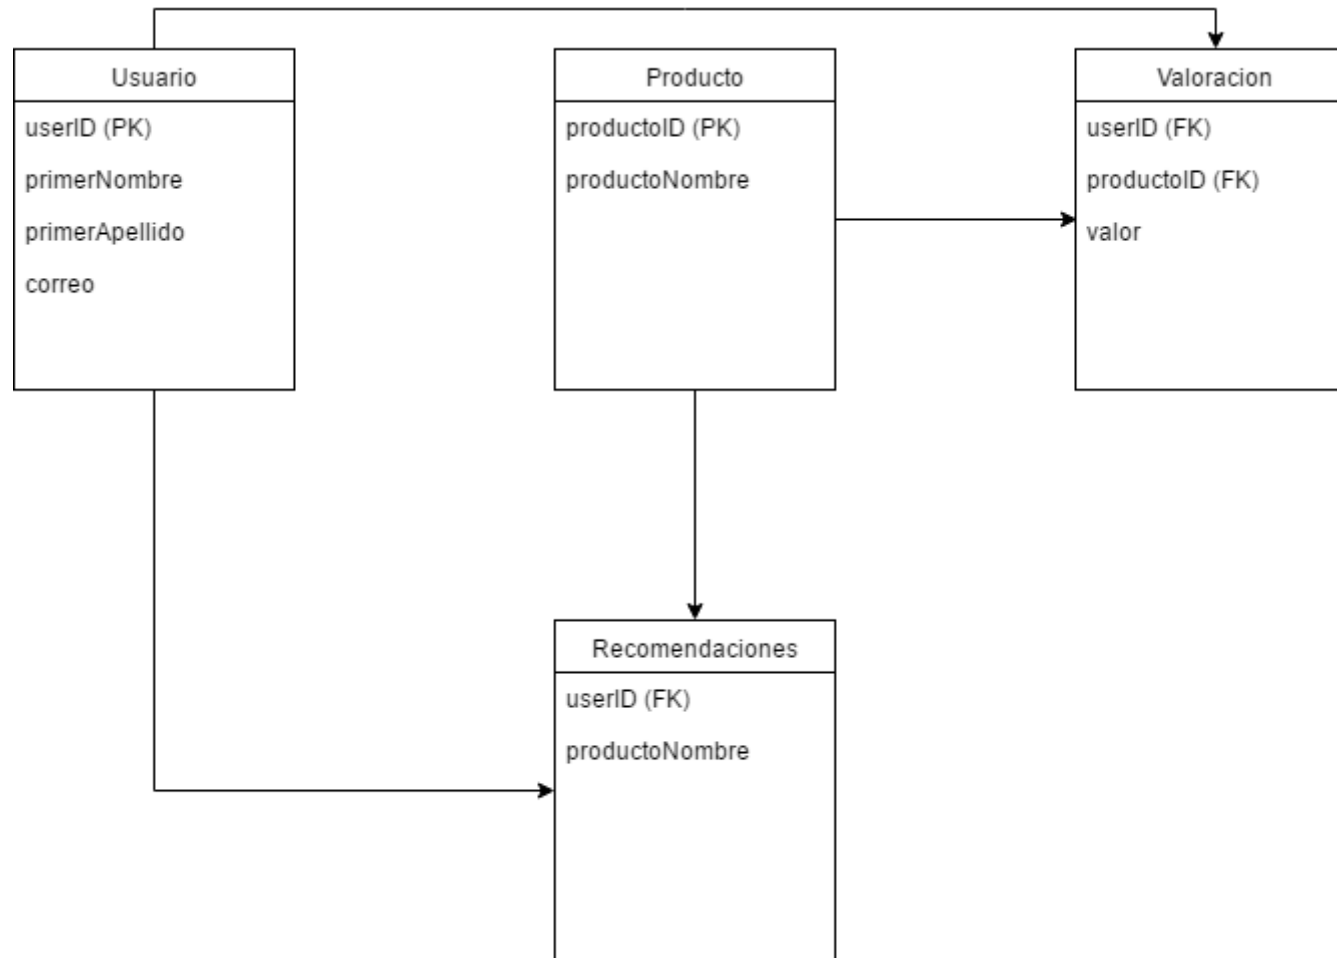 Usuario
userID (PK)
primerNombre
primerApellido
correo
Producto
productoID (PK)
productoNombre
Valoracion
userID (FK)
productoID (FK)
valor
Recomendaciones
userID (FK)
productoNombre